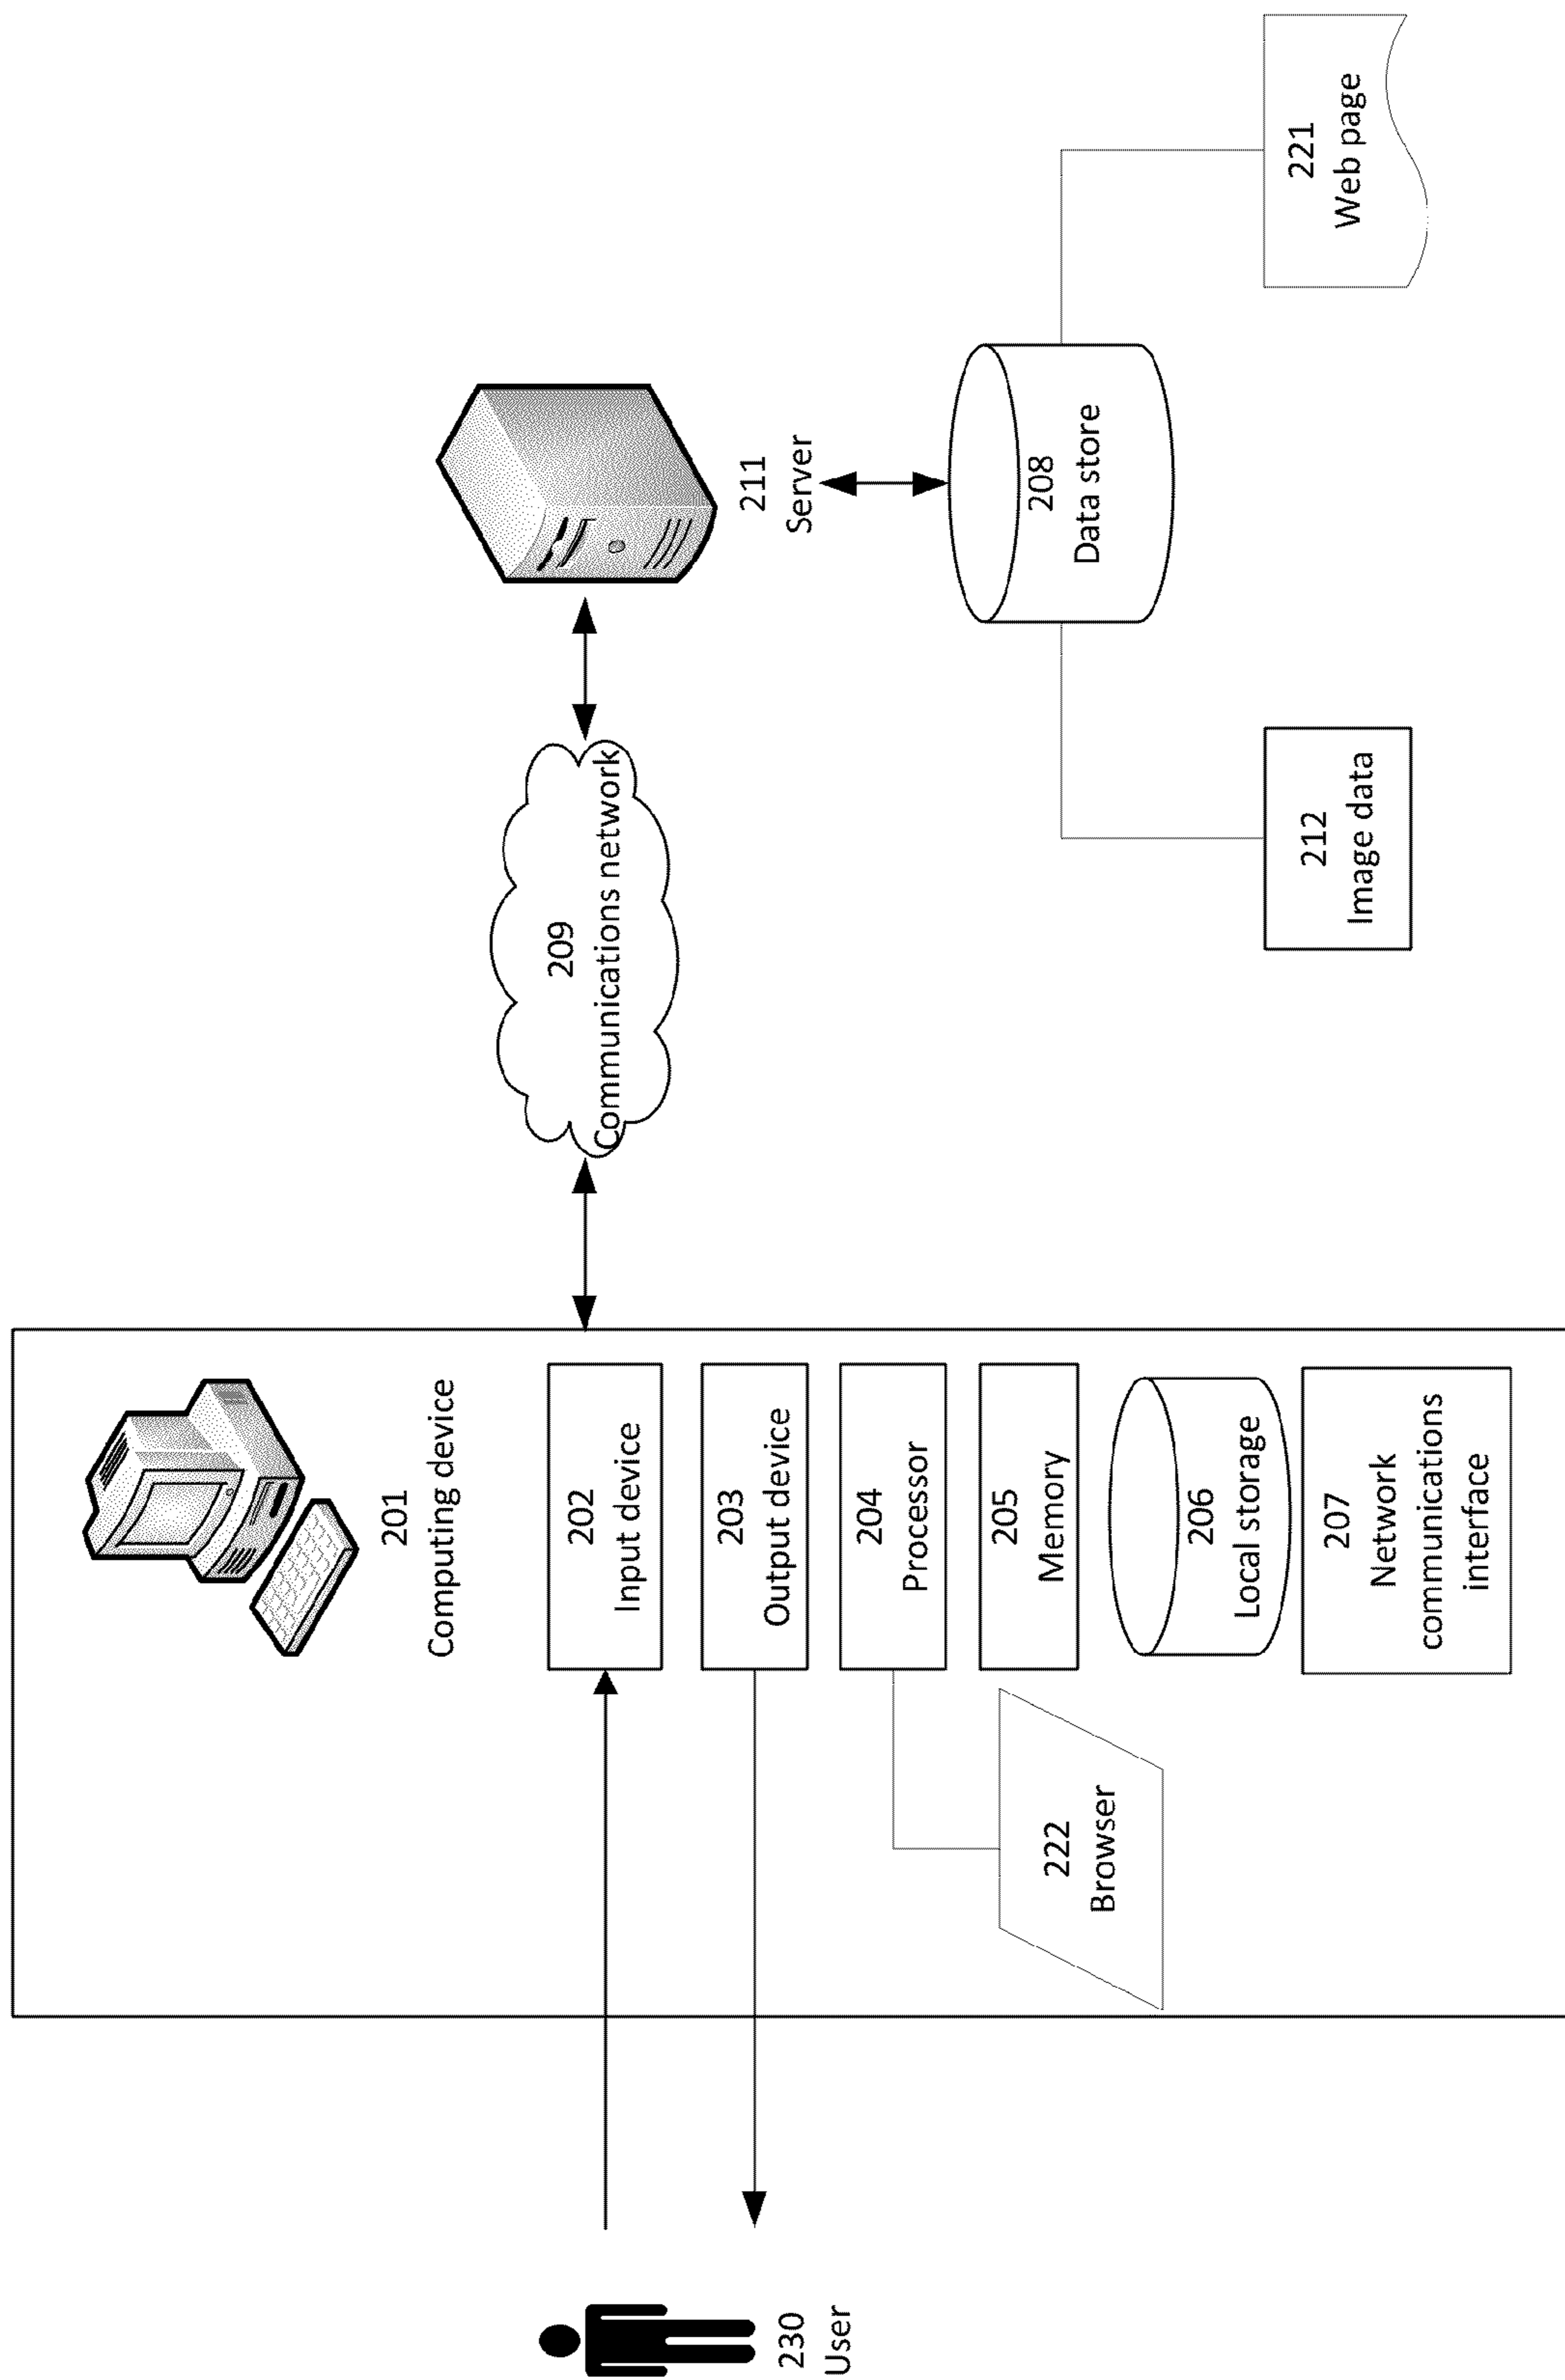 230
User
201
Computing device
202
Input device
203
Output device
204
Processor
205
Memory
222
Browser
206
Local storage
207
Network
communications
interface
209
Communications network
211
Server
208
Data store
212
Image data
221
Web page